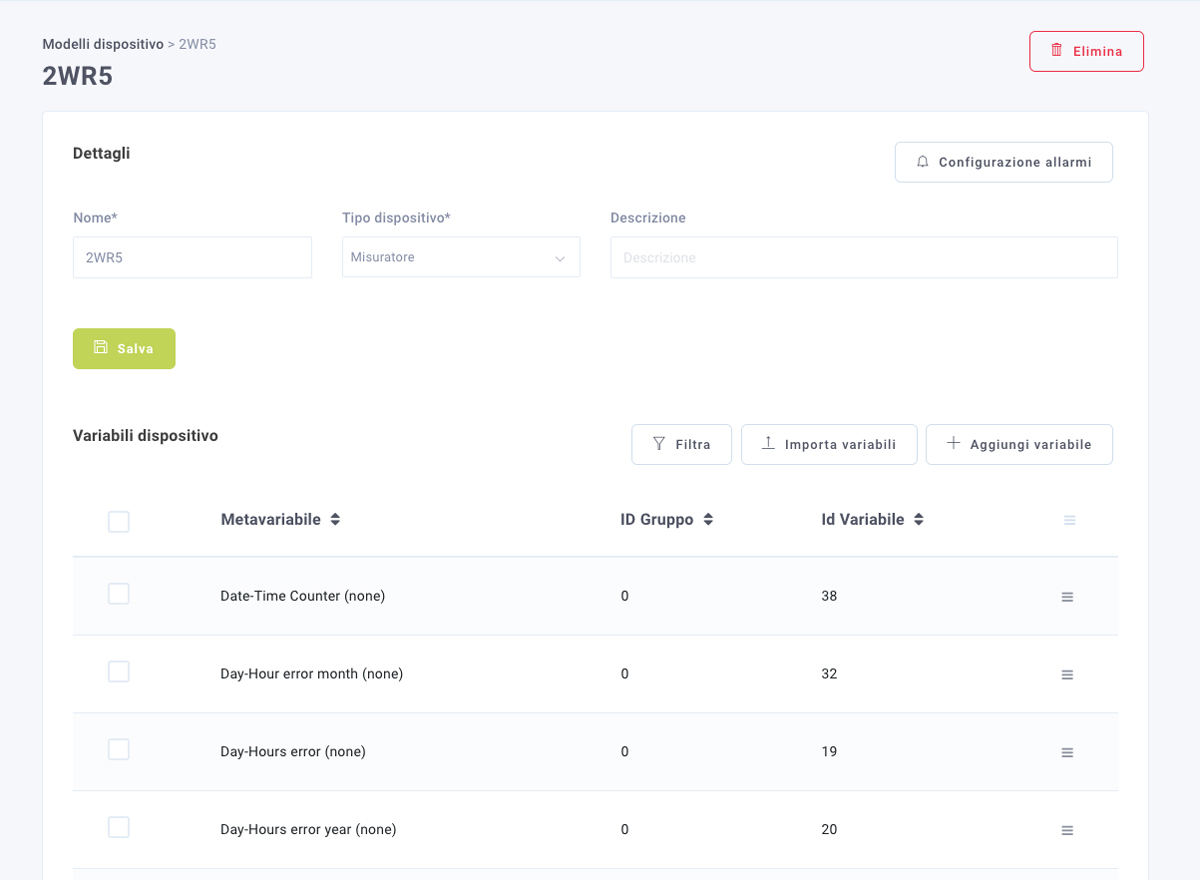 Modelli dispositivo > 2WR5
2WR5
Elimina
Dettagli
Configurazione allarmi
Nome* Tipo dispositivo* Descrizione
2WR5 Misuratore Descrizione
Salva
Variabili dispositivo
Filtra Importa variabili Aggiungi variabile
Metavariabile ID Gruppo Id Variabile
Date-Time Counter (none) 0 38
Day-Hour error month (none) 0 32
Day-Hours error (none) 0 19
Day-Hours error year (none) 0 20